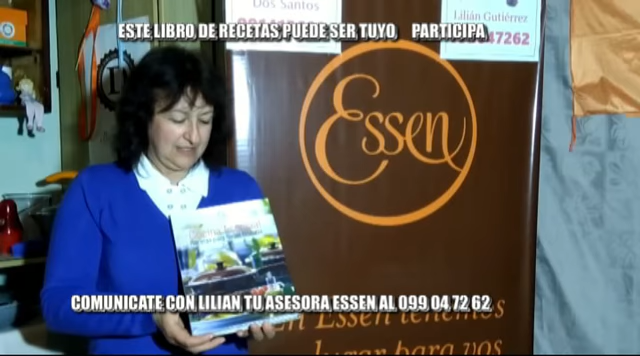 ESTE LIBRO DE RECETAS PUEDE SER TUYO PARTICIPA
Dos Santos
Lilián Gutiérrez
47262
Essen
COMUNICATE CON LILIAN TU ASESORA ESSEN AL 099 04 72 62
en Essen tenemos
lugar para vos